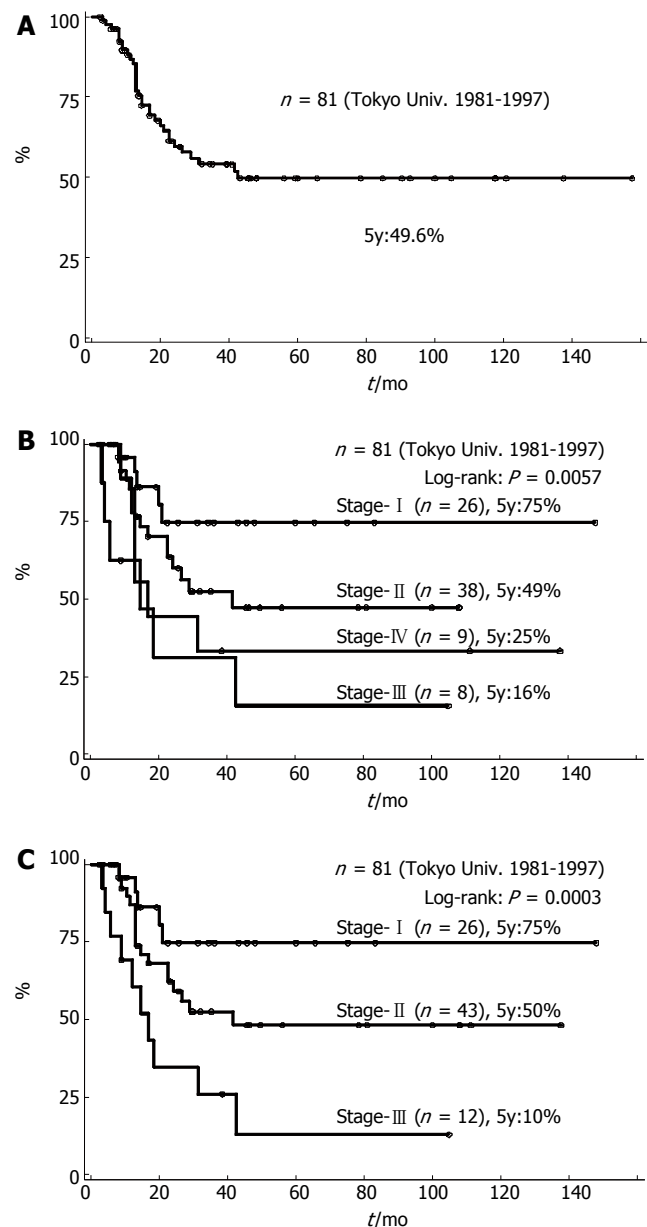 A
100
75
50
25
0
%
n = 81 (Tokyo Univ. 1981-1997)
5y:49.6%
0 20 40 60 80 100 120 140
t/mo
B
100
75
50
25
0
%
n = 81 (Tokyo Univ. 1981-1997)
Log-rank: P = 0.0057
Stage-Ⅰ (n = 26), 5y:75%
Stage-Ⅱ (n = 38), 5y:49%
Stage-Ⅳ (n = 9), 5y:25%
Stage-Ⅲ (n = 8), 5y:16%
0 20 40 60 80 100 120 140
t/mo
C
100
75
50
25
0
%
n = 81 (Tokyo Univ. 1981-1997)
Log-rank: P = 0.0003
Stage-Ⅰ (n = 26), 5y:75%
Stage-Ⅱ (n = 43), 5y:50%
Stage-Ⅲ (n = 12), 5y:10%
0 20 40 60 80 100 120 140
t/mo